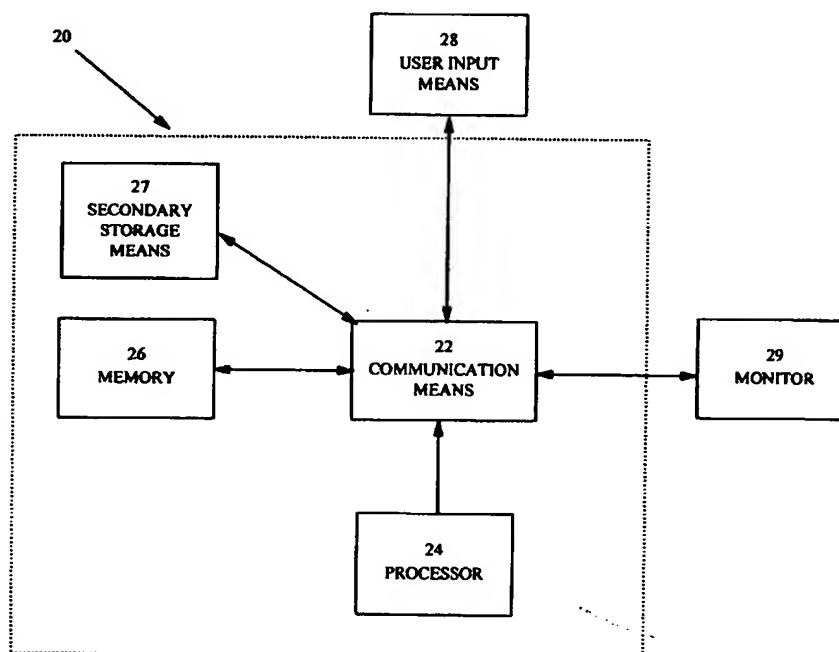 20
28
USER INPUT
MEANS
27
SECONDARY
STORAGE
MEANS
26
MEMORY
22
COMMUNICATION
MEANS
29
MONITOR
24
PROCESSOR